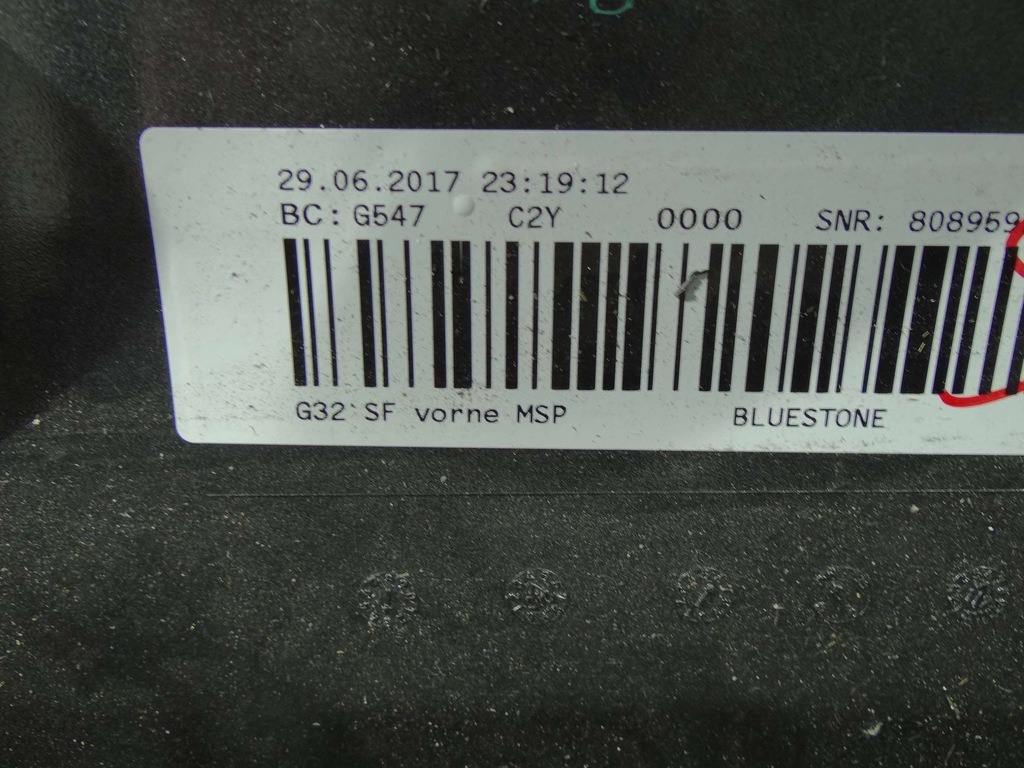 29.06.2017 23:19:12
BC: G547 C2Y 0000 SNR: 808959
G32 SF vorne MSP BLUESTONE